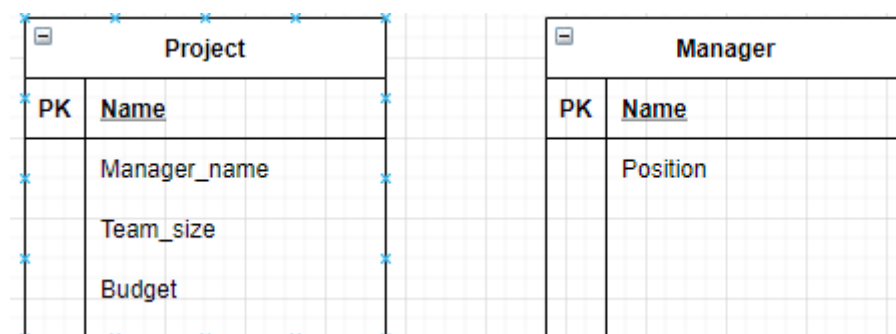 Project
PK Name
Manager_name
Team_size
Budget
Manager
PK Name
Position